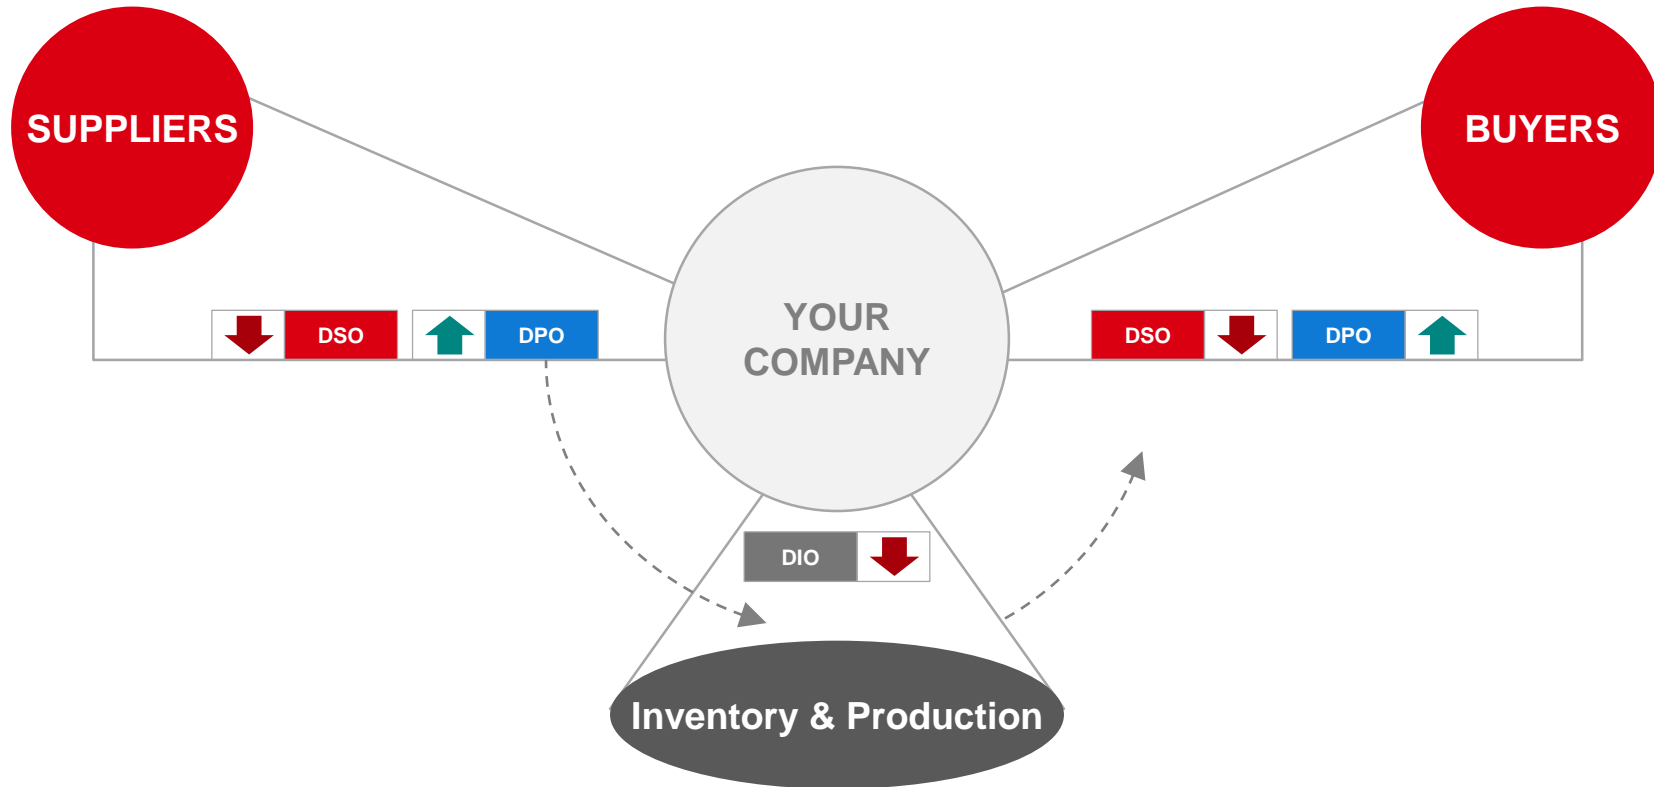 SUPPLIERS
BUYERS
YOUR
COMPANY
DSO
DPO
DSO
DPO
DIO
Inventory & Production